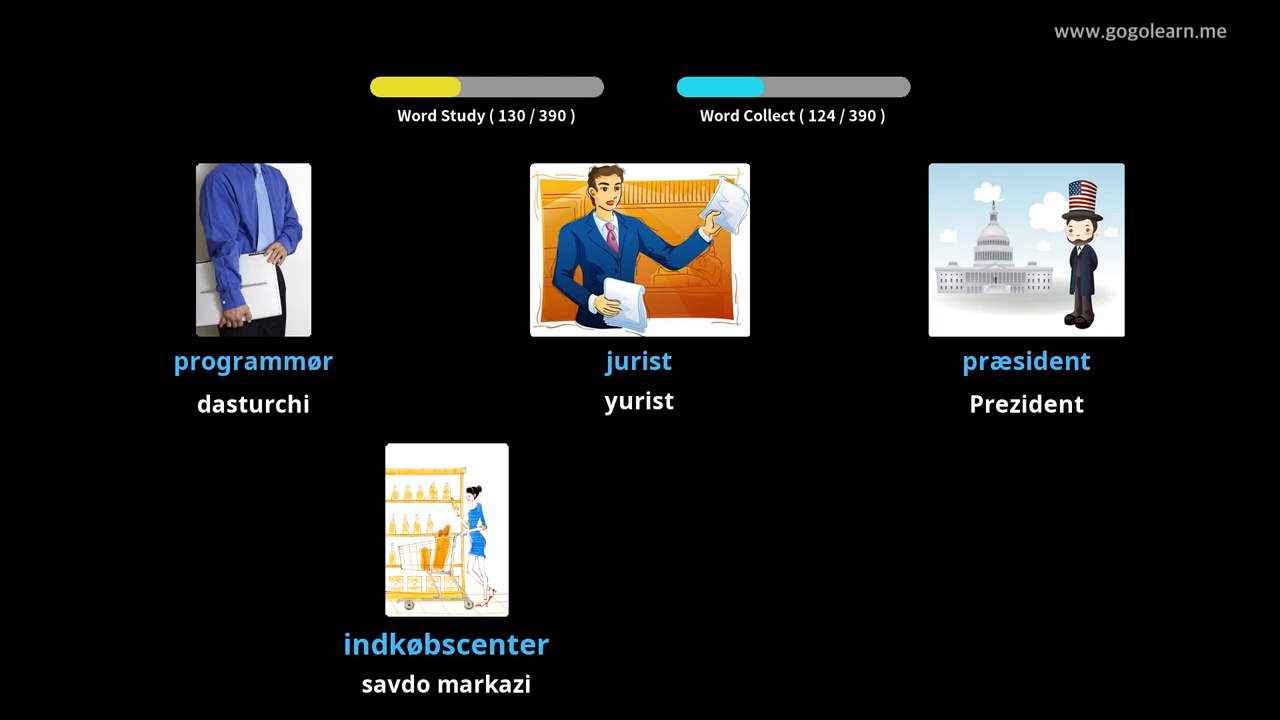 www.gogolearn.me
Word Study ( 130 / 390 )
Word Collect ( 124 / 390 )
programmør
dasturchi
jurist
yurist
præsident
Prezident
indkøbscenter
savdo markazi